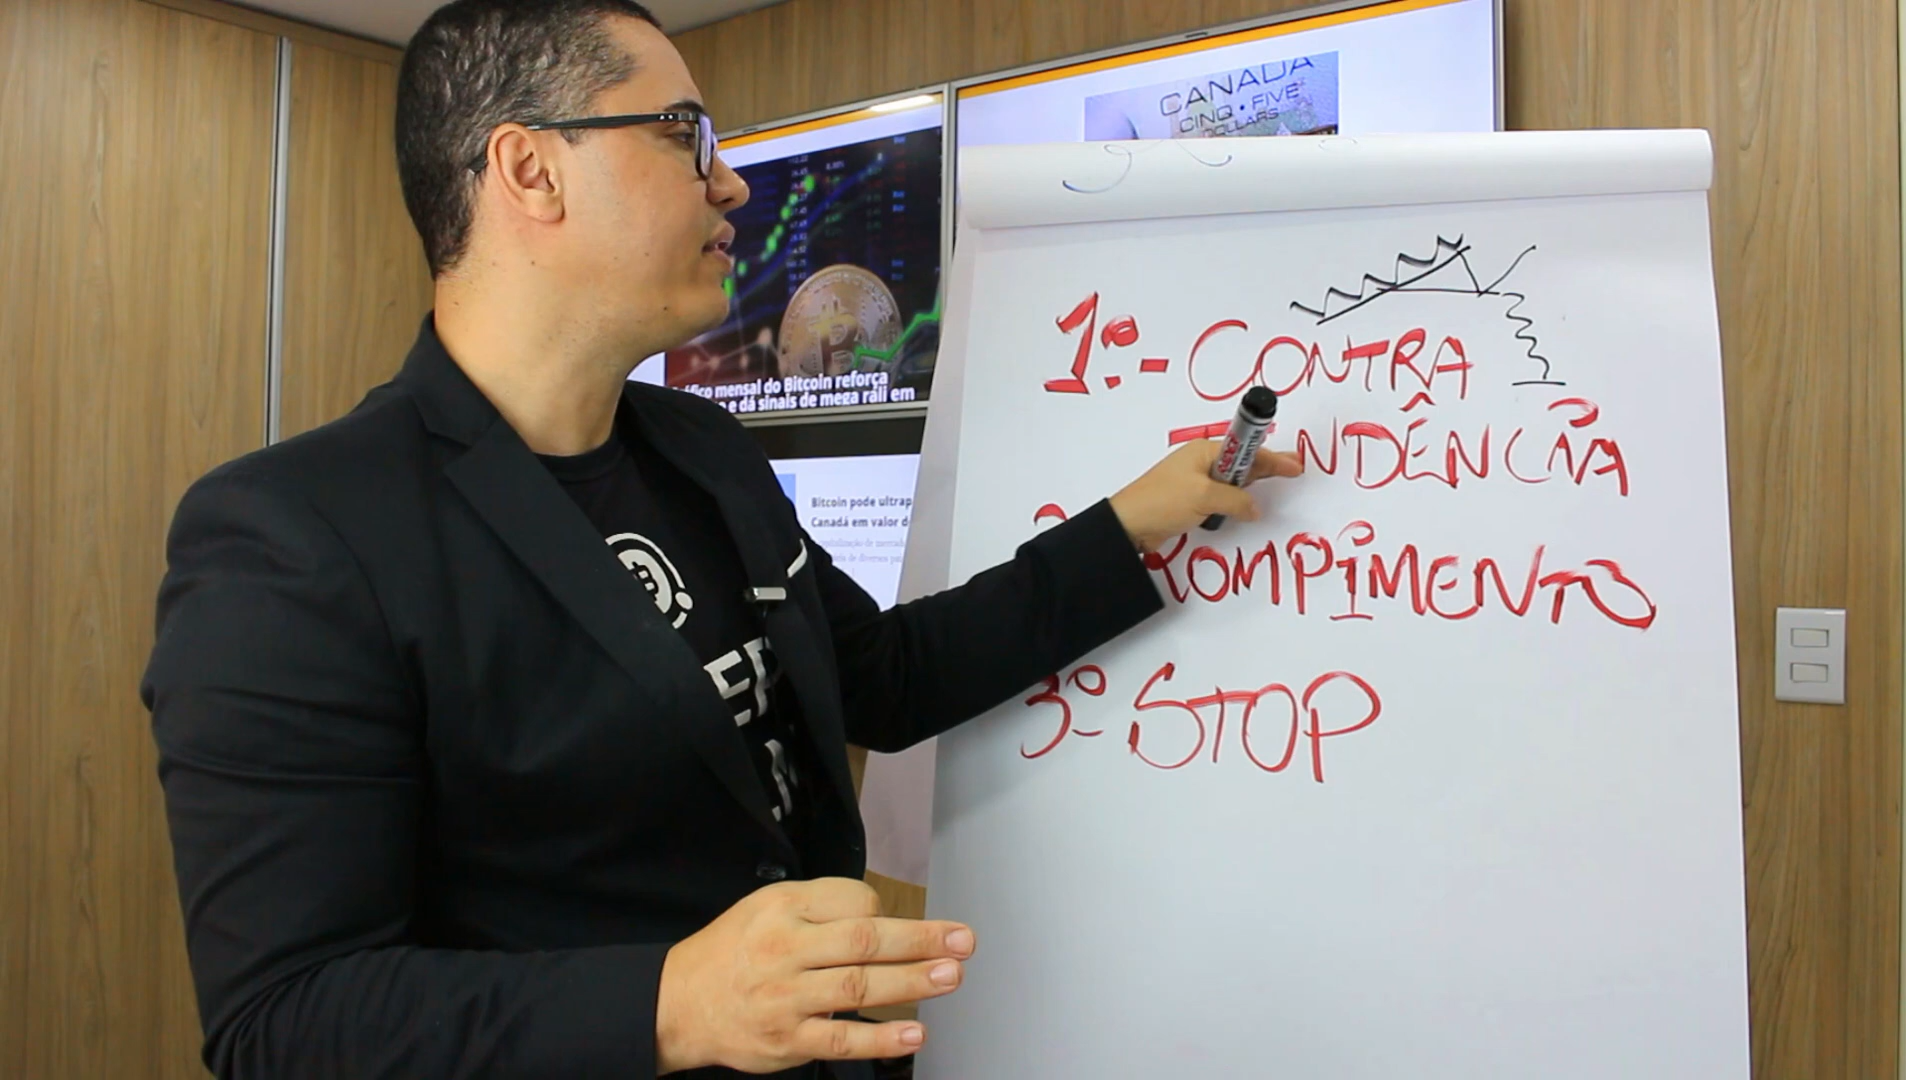 CANADA
CINQ • FIVE
DOLLARS
mensal do Bitcoin reforça
e dá sinais de mega rali em
Bitcoin pode ultrap
Canadá em valor d
1º.- CONTRA
TENDÊNCIA
ROMPIMENTO
3º STOP